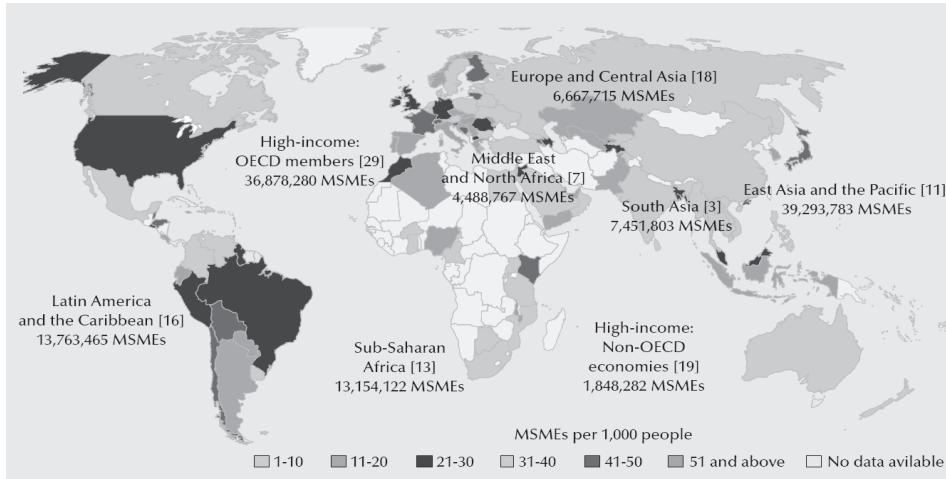 Europe and Central Asia [18]
6,667,715 MSMEs
High-income:
OECD members [29]
36,878,280 MSMEs
Middle East
and North Africa [7]
4,488,767 MSMEs
South Asia [3]
7,451,803 MSMEs
East Asia and the Pacific [11]
39,293,783 MSMEs
Latin America
and the Caribbean [16]
13,763,465 MSMEs
Sub-Saharan
Africa [13]
13,154,122 MSMEs
High-income:
Non-OECD
economies [19]
1,848,282 MSMEs
MSMEs per 1,000 people
1-10 11-20 21-30 31-40 41-50 51 and above No data avilable